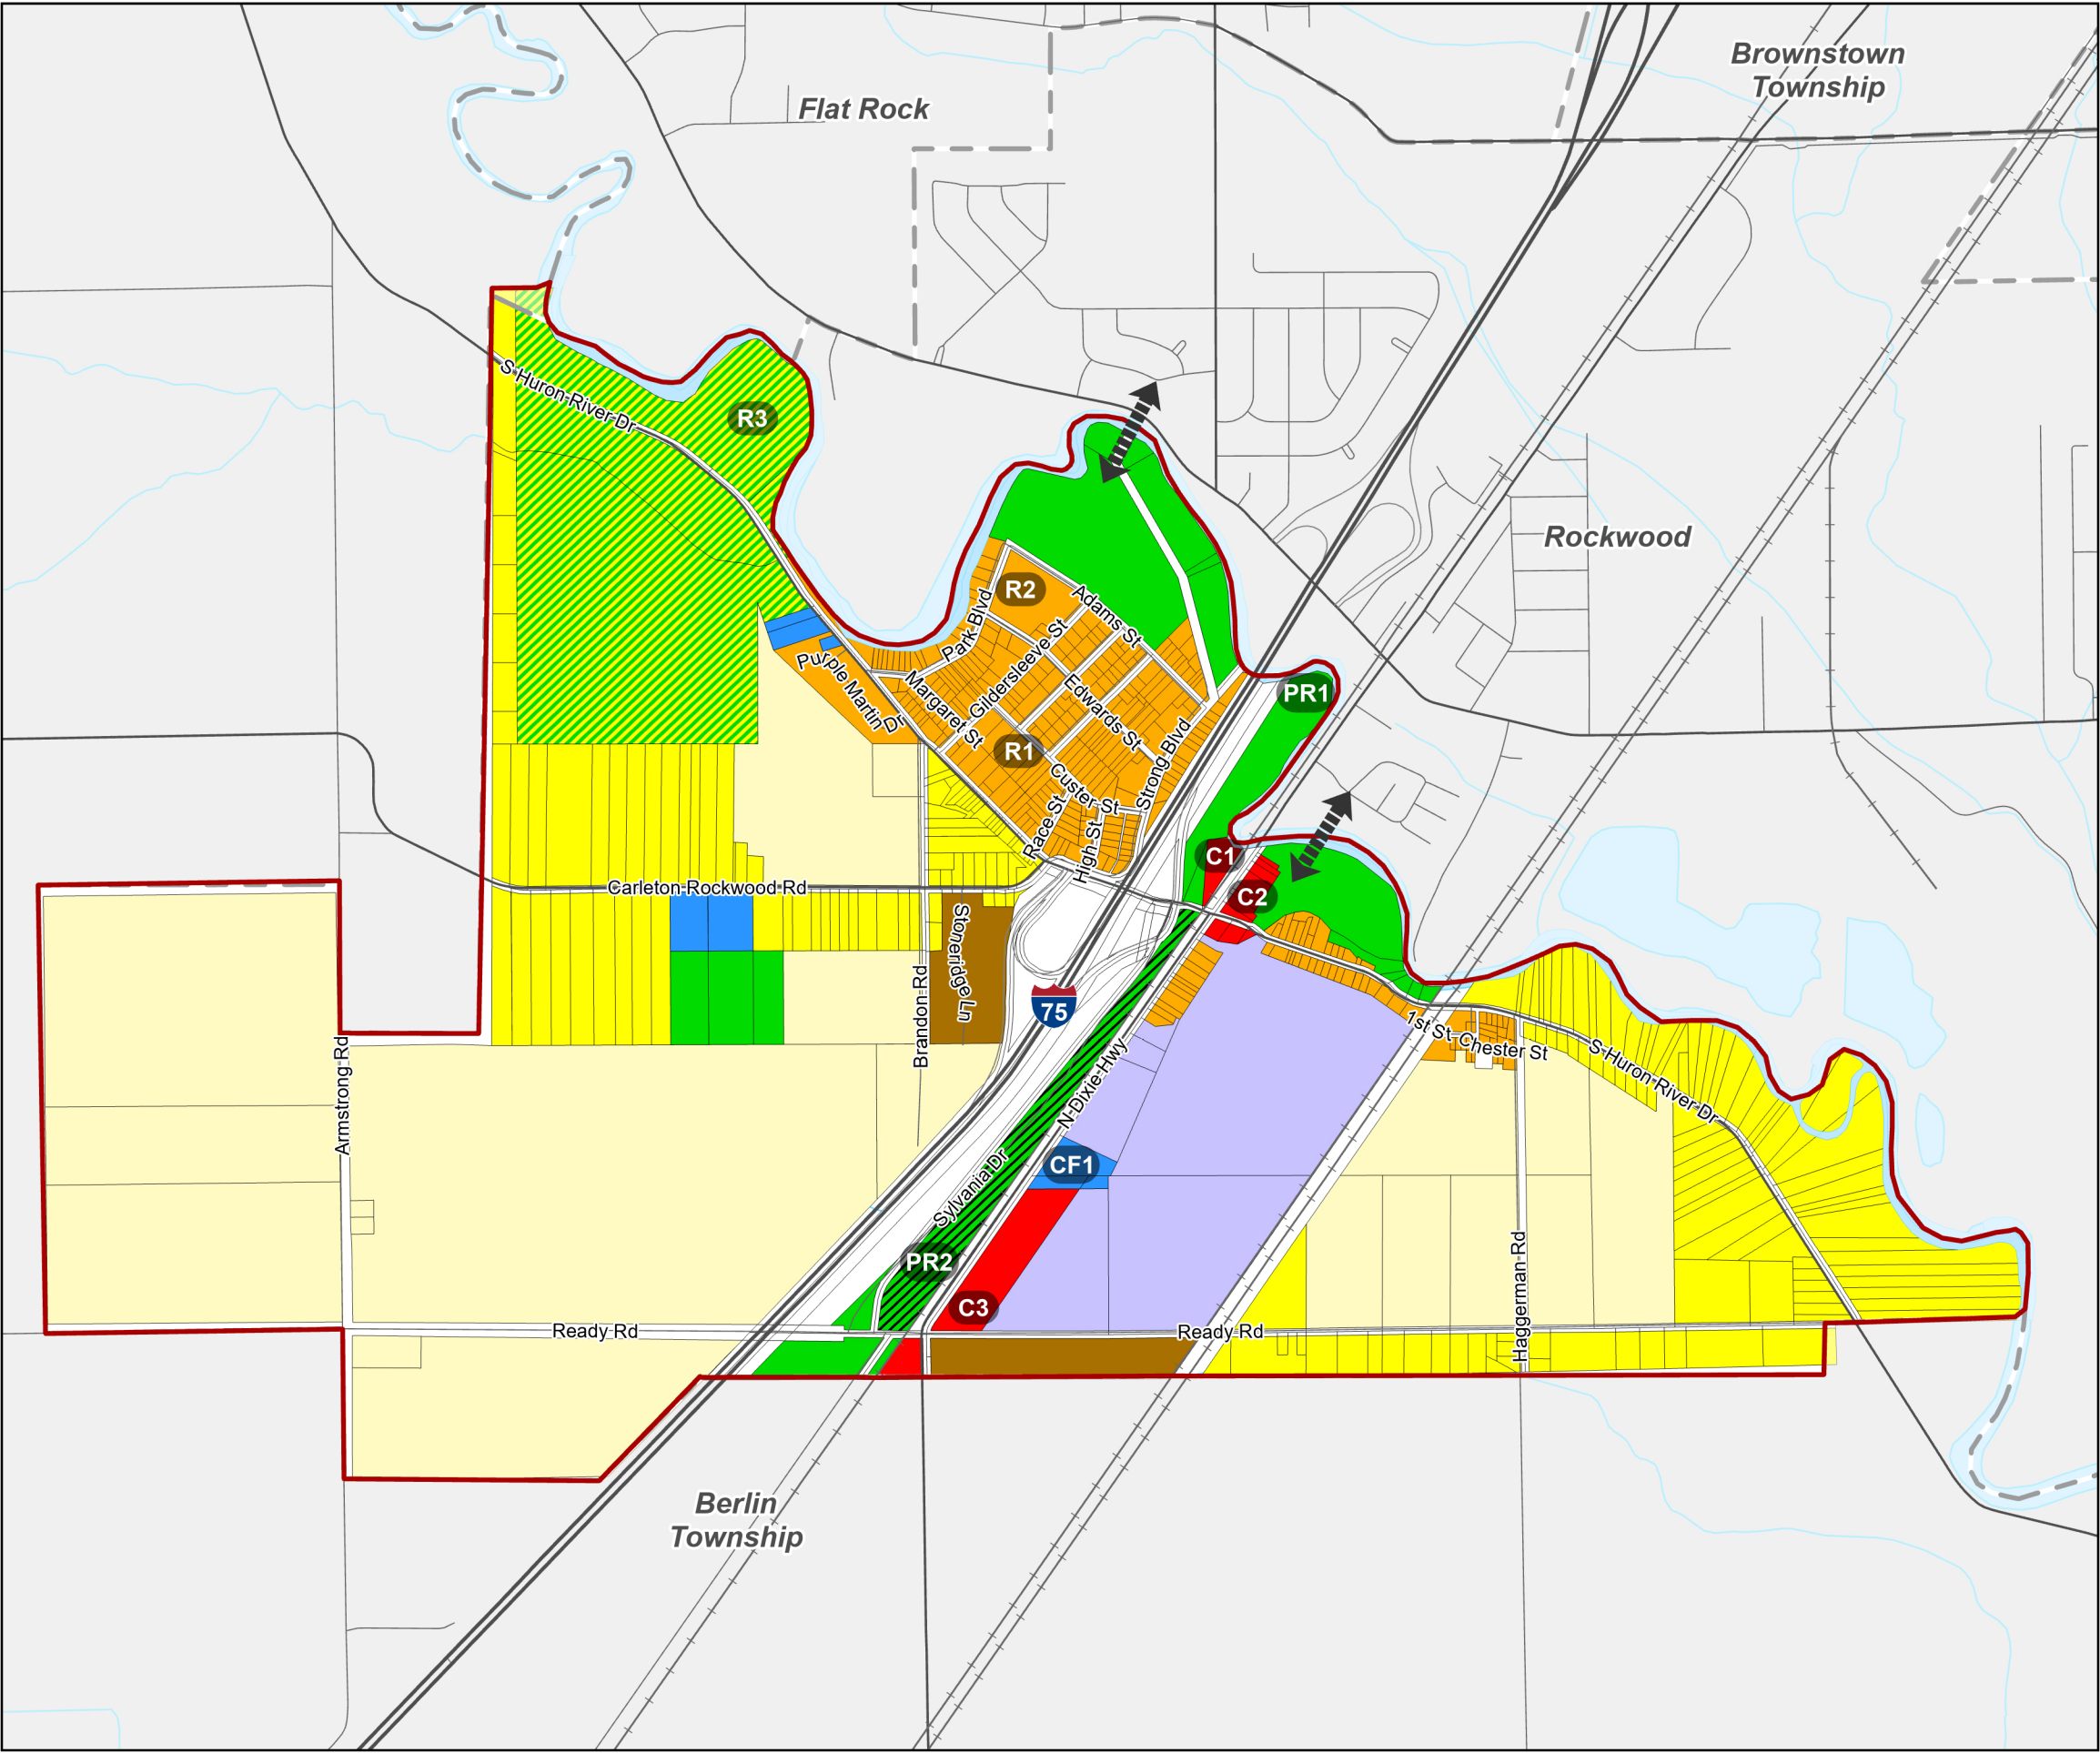 Brownstown
Township
Flat Rock
S Huron River Dr
R3
Rockwood
R2
Adams St
Park Blvd
Gildersleeve St
Purple Martin Dr
Margaret St
Edwards St
PR1
R1
Strong Blvd
Custer St
Race St
High St
C1
Carleton-Rockwood Rd
C2
Stoneridge Ln
Brandon Rd
75
1st St
Chester St
S Huron River Dr
Armstrong Rd
N Dixie Hwy
CF1
Sylvania Dr
PR2
C3
Haggerman Rd
Ready Rd
Ready Rd
Berlin
Township